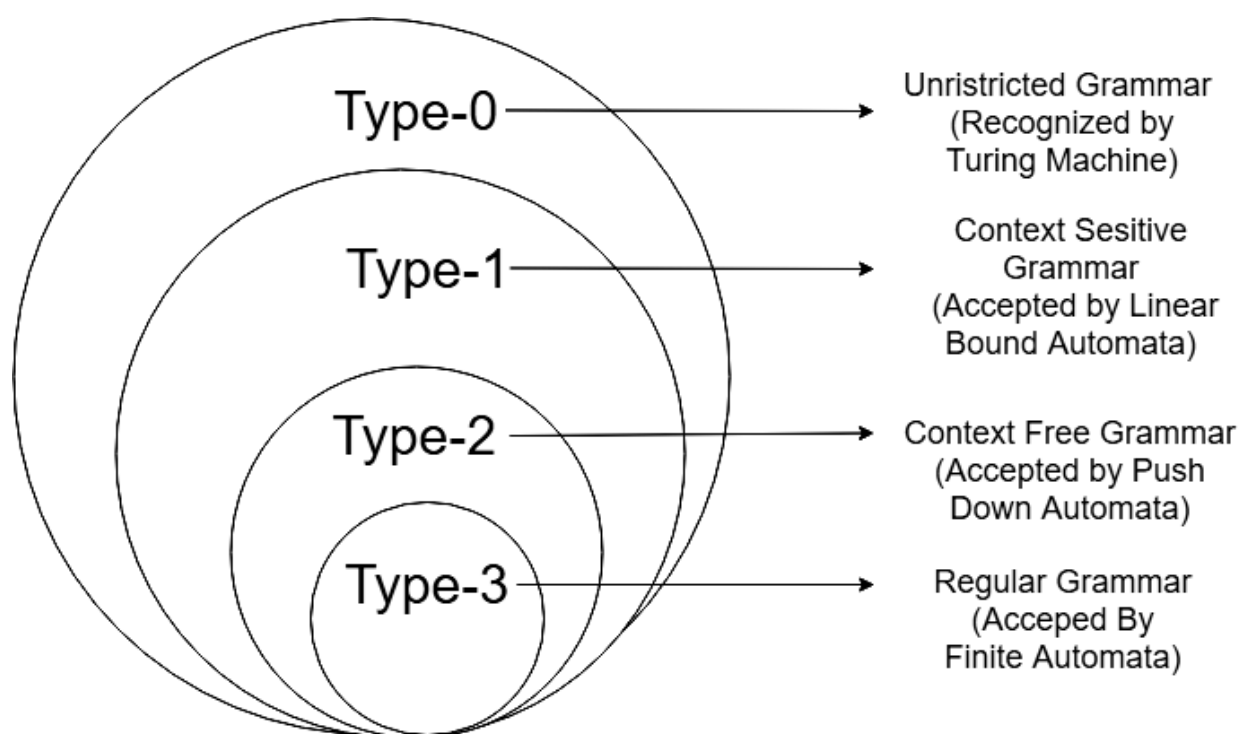 Type-0
Unristricted Grammar
(Recognized by
Turing Machine)
Type-1
Context Sesitive
Grammar
(Accepted by Linear
Bound Automata)
Type-2
Context Free Grammar
(Accepted by Push
Down Automata)
Type-3
Regular Grammar
(Acceped By
Finite Automata)